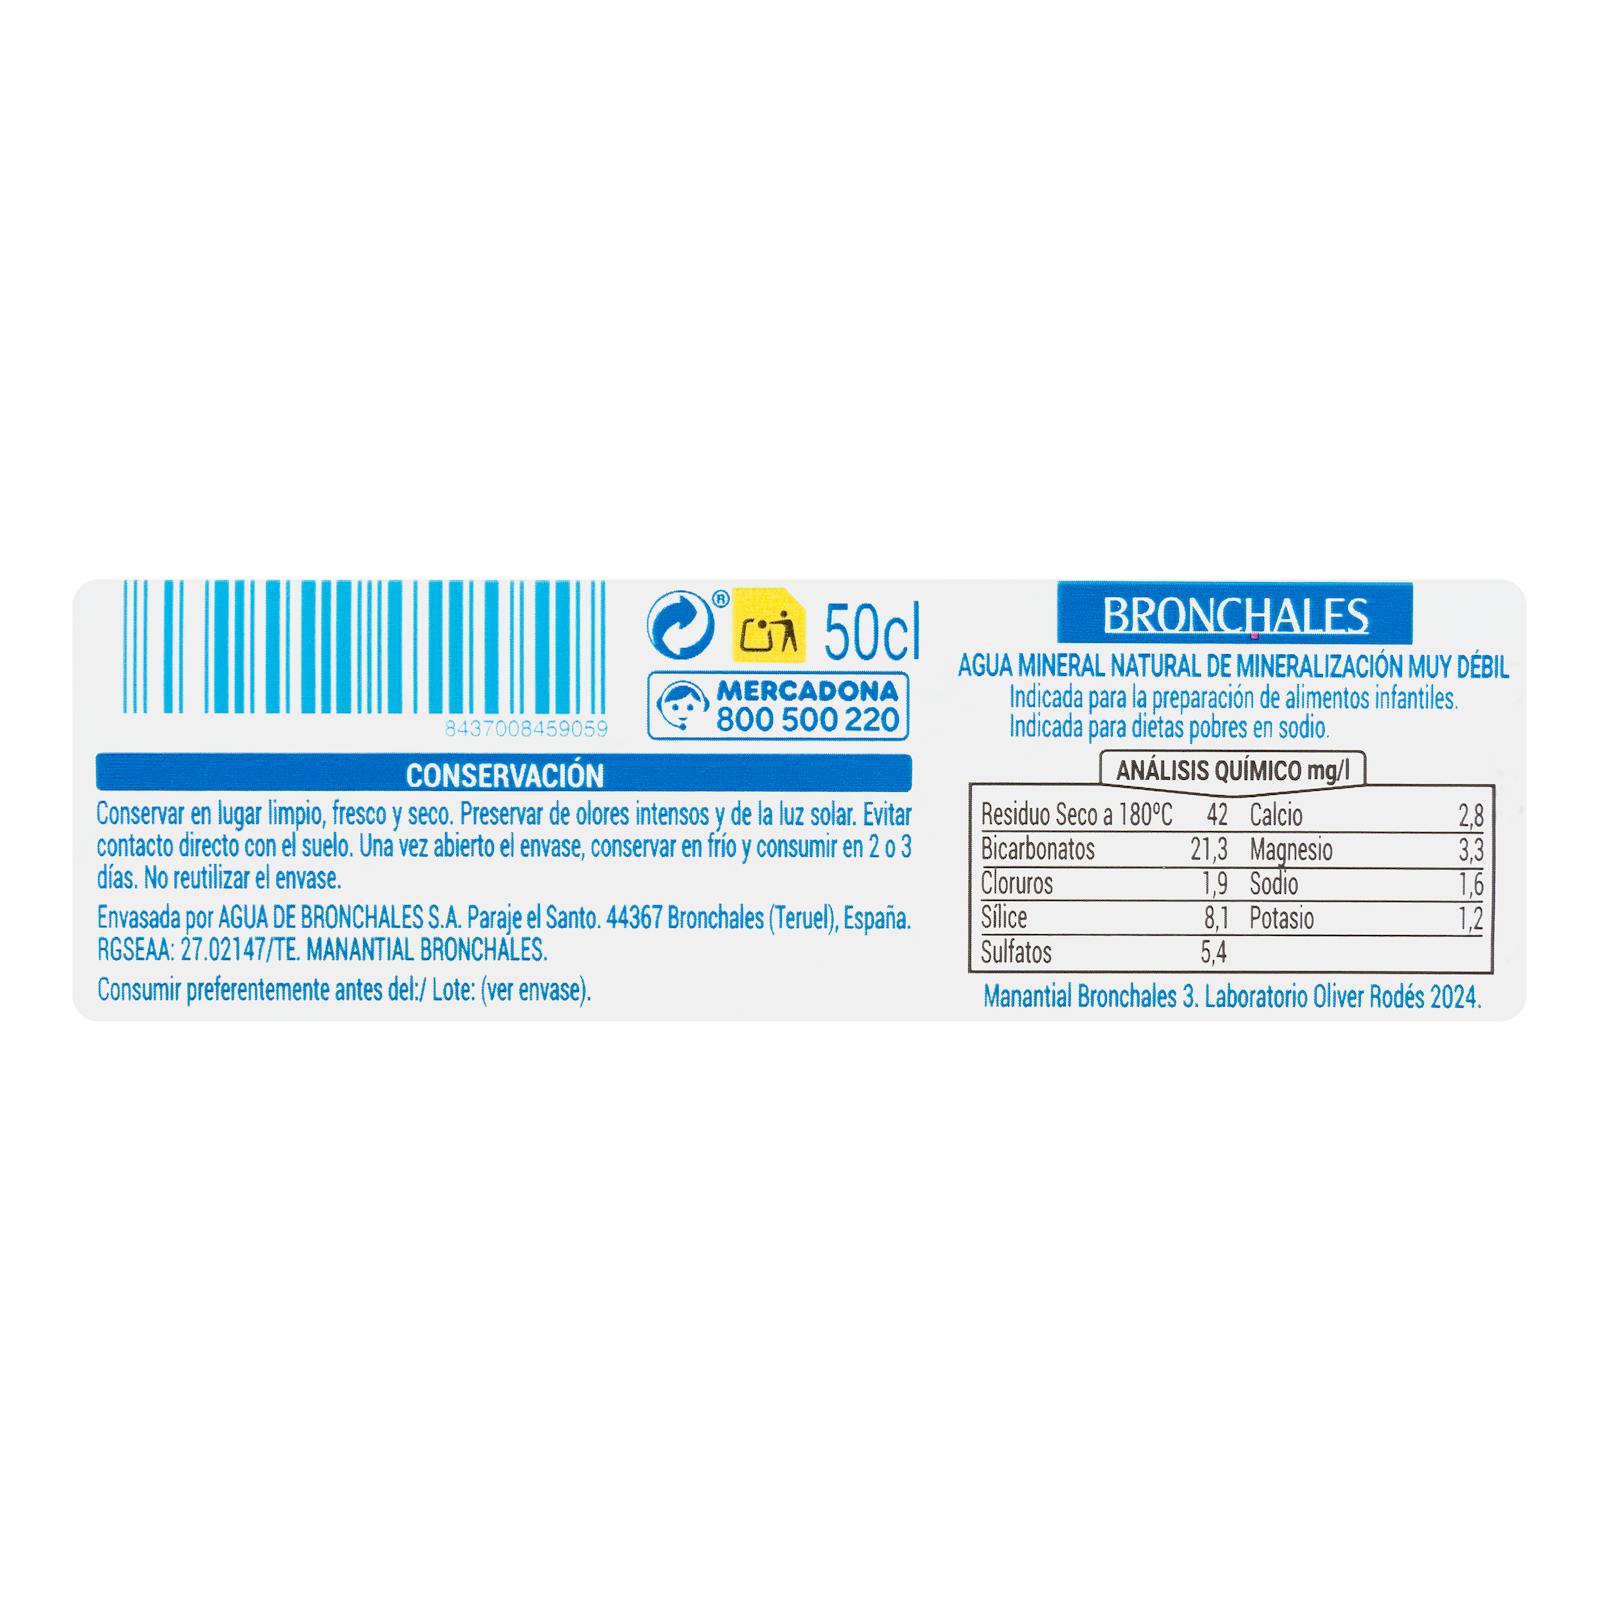 8437008459059
®
50cl
MERCADONA
800 500 220
CONSERVACIÓN
Conservar en lugar limpio, fresco y seco. Preservar de olores intensos y de la luz solar. Evitar
contacto directo con el suelo. Una vez abierto el envase, conservar en frío y consumir en 2 o 3
días. No reutilizar el envase.
Envasada por AGUA DE BRONCHALES S.A. Paraje el Santo. 44367 Bronchales (Teruel), España.
RGSEAA: 27.02147/TE. MANANTIAL BRONCHALES.
Consumir preferentemente antes del:/ Lote: (ver envase).
BRONCHALES
AGUA MINERAL NATURAL DE MINERALIZACIÓN MUY DÉBIL
Indicada para la preparación de alimentos infantiles.
Indicada para dietas pobres en sodio.
ANÁLISIS QUÍMICO mg/l
Residuo Seco a 180ºC 42 Calcio 2,8
Bicarbonatos 21,3 Magnesio 3,3
Cloruros 1,9 Sodio 1,6
Sílice 8,1 Potasio 1,2
Sulfatos 5,4
Manantial Bronchales 3. Laboratorio Oliver Rodés 2024.